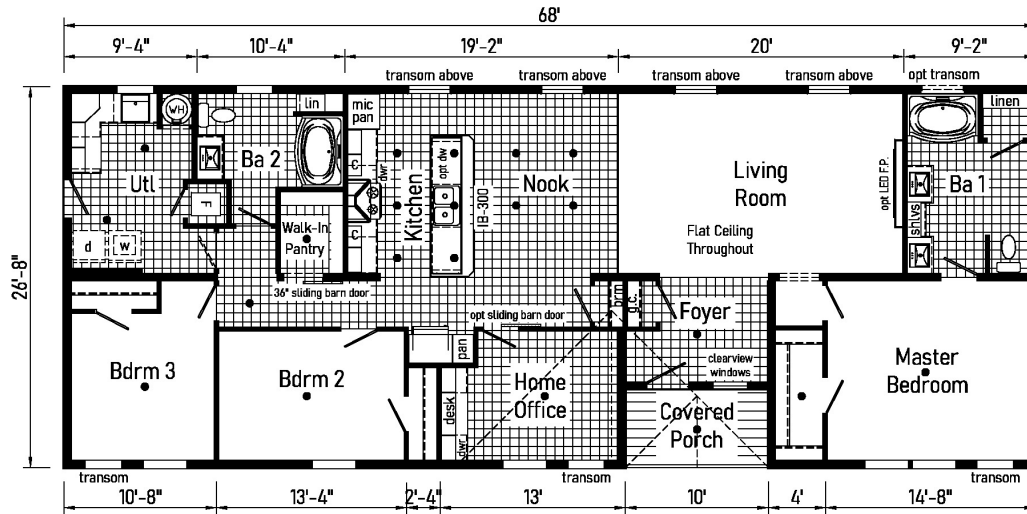 68'
9'-4"
10'-4"
19'-2"
20'
9'-2"
transom above
transom above
transom above
transom above
opt transom
26'-8"
WH
lin
mic
pan
linen
Utl
Ba 2
c
dwr
opt dw
Kitchen
IB-300
Nook
Living
Room
Flat Ceiling
Throughout
opt LED F.P.
Ba 1
shlvs
F
d
w
Walk-In
Pantry
c
36" sliding barn door
opt sliding barn door
brm
g.c.
Foyer
clearview
windows
Bdrm 3
Bdrm 2
pan
desk
dwr
Home
Office
Covered
Porch
Master
Bedroom
transom
transom
transom
10'-8"
13'-4"
2'-4"
13'
10'
4'
14'-8"